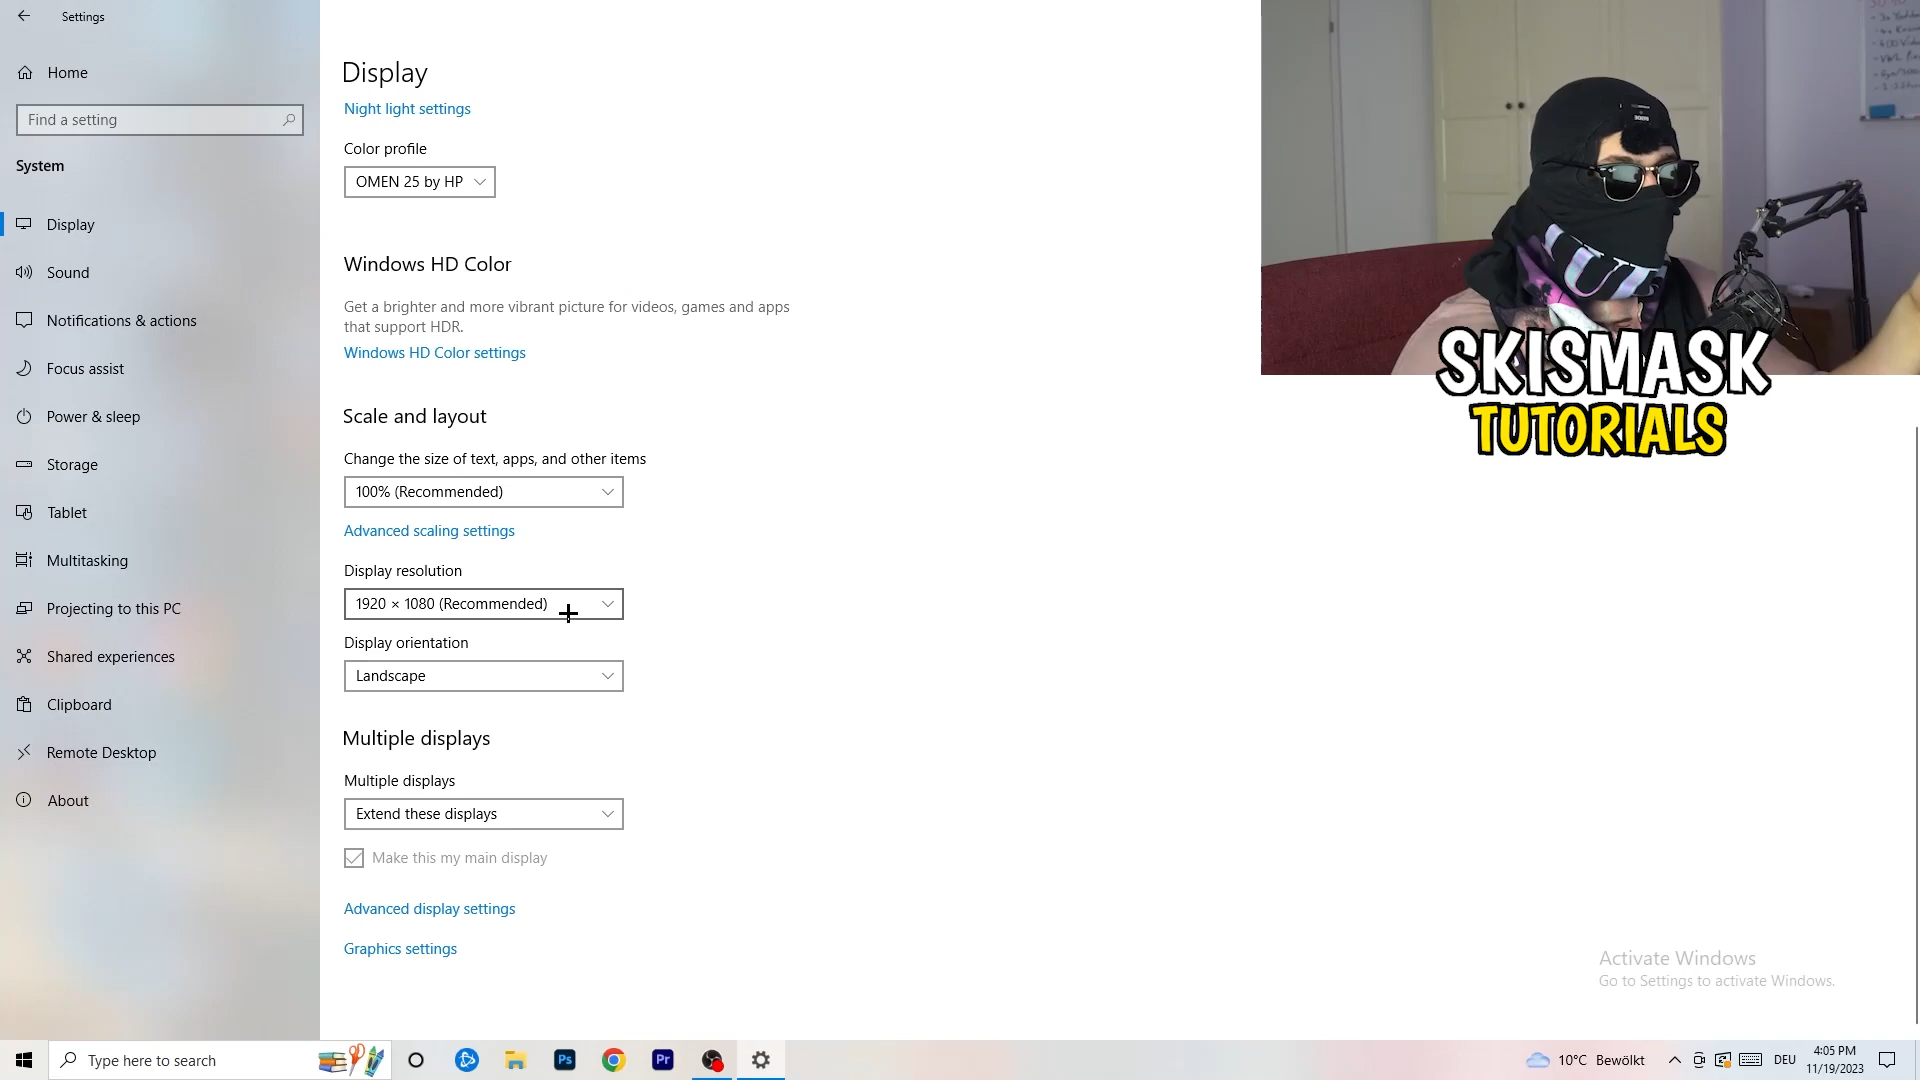 Settings
Home
Find a setting
System
Display
Sound
Notifications & actions
Focus assist
Power & sleep
Storage
Tablet
Multitasking
Projecting to this PC
Shared experiences
Clipboard
Remote Desktop
About
Display
Night light settings
Color profile
OMEN 25 by HP
Windows HD Color
Get a brighter and more vibrant picture for videos, games and apps
that support HDR.
Windows HD Color settings
Scale and layout
Change the size of text, apps, and other items
100% (Recommended)
Advanced scaling settings
Display resolution
1920 × 1080 (Recommended)
Display orientation
Landscape
Multiple displays
Multiple displays
Extend these displays
Make this my main display
Advanced display settings
Graphics settings
SKISMASK
TUTORIALS
Activate Windows
Go to Settings to activate Windows.
Type here to search
Ps
Pr
10°C Bewölkt
DEU
4:05 PM
11/19/2023